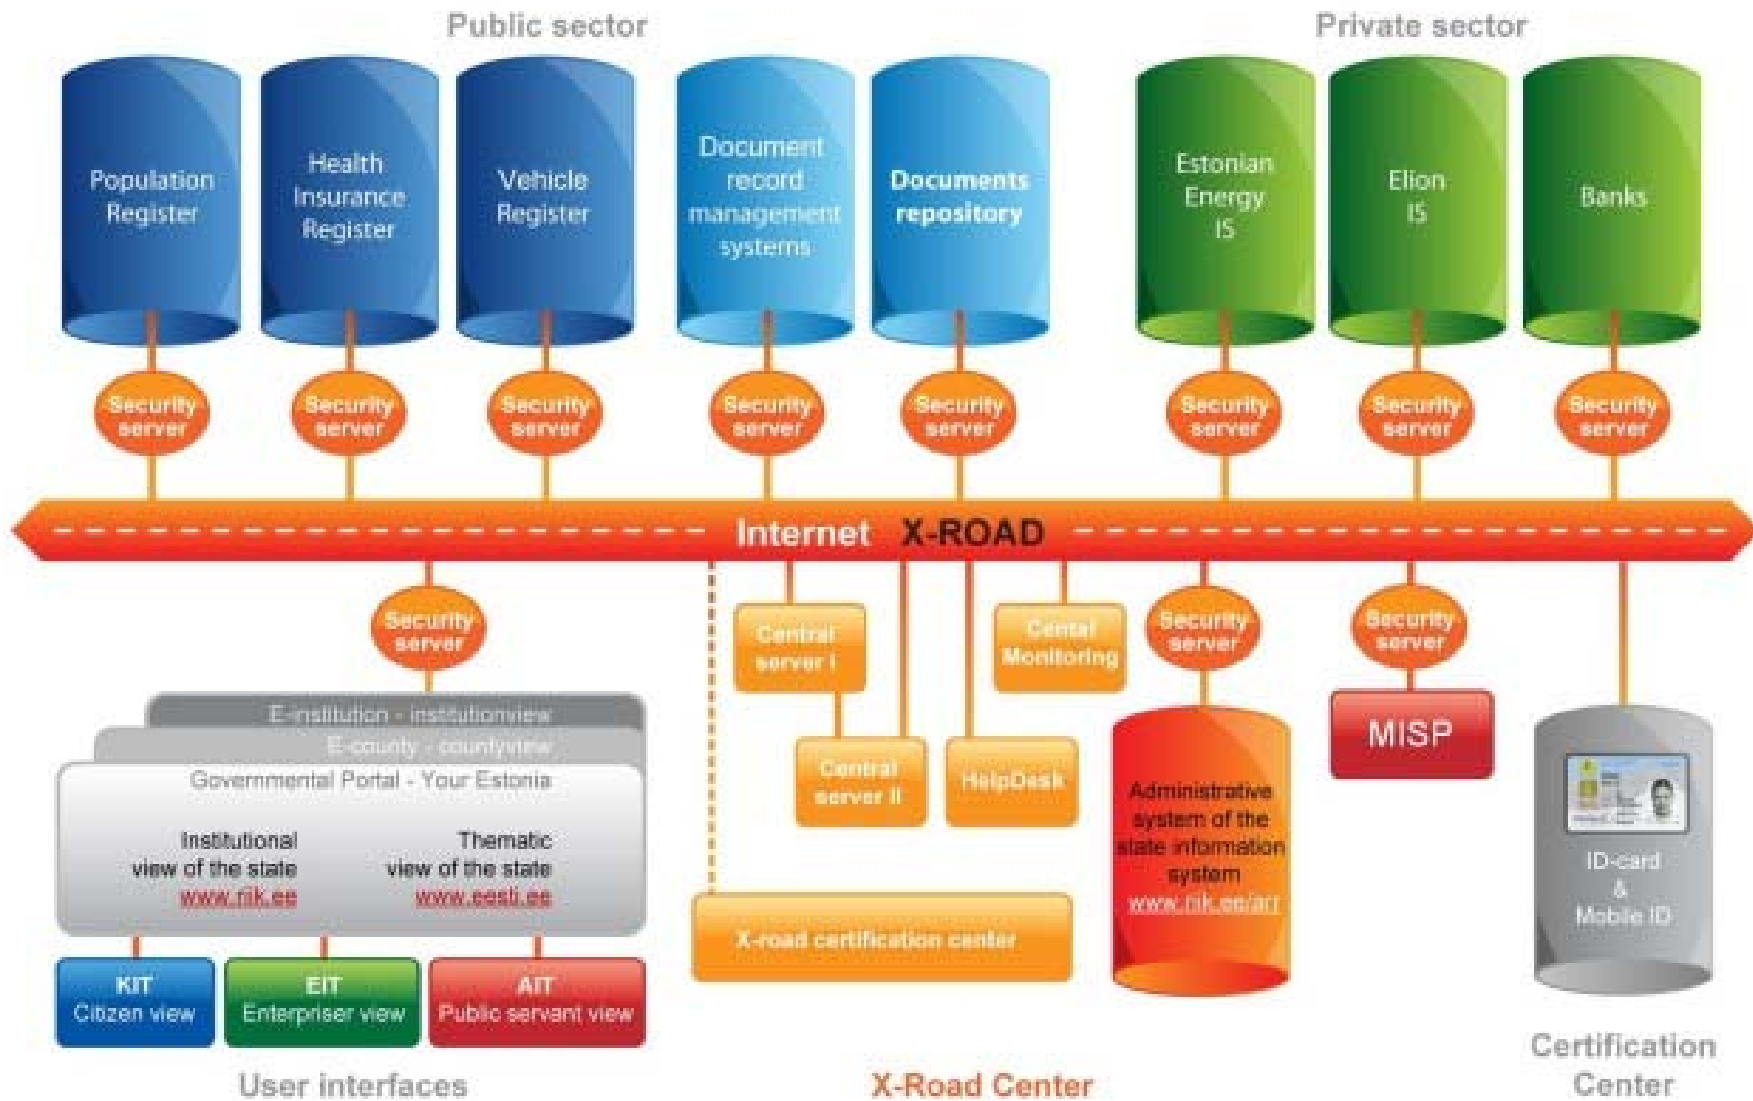 Public sector
Private sector
Population
Register
Health
Insurance
Register
Vehicle
Register
Document
record
management
systems
Documents
repository
Estonian
Energy
IS
Elion
IS
Banks
Security
server
Security
server
Security
server
Security
server
Security
server
Security
server
Security
server
Security
server
Internet X-ROAD
Security
server
Central
server I
Cental
Monitoring
Security
server
Security
server
E-institution - institutionview
E-county - countyview
Governmental Portal - Your Estonia
Institutional
view of the state
www.riik.ee
Thematic
view of the state
www.eesti.ee
Central
server II
HelpDesk
MISP
Administrative
system of the
state information
system
www.riik.ee/arr
ID-card
&
Mobile ID
X-road certification center
KIT
Citizen view
EIT
Enterpriser view
AIT
Public servant view
User interfaces
X-Road Center
Certification
Center